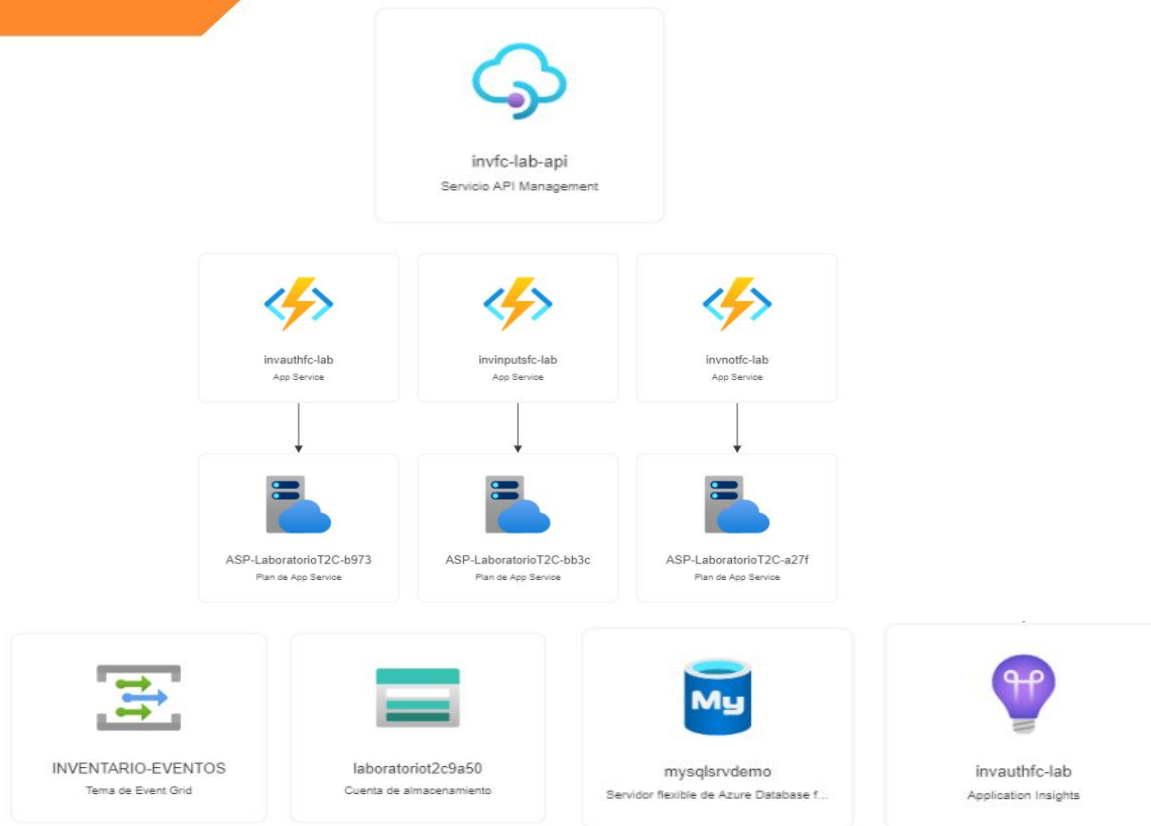 invfc-lab-api
Servicio API Management
invauthfc-lab
App Service
invinputsfc-lab
App Service
invnotfc-lab
App Service
ASP-LaboratorioT2C-b973
Plan de App Service
ASP-LaboratorioT2C-bb3c
Plan de App Service
ASP-LaboratorioT2C-a27f
Plan de App Service
INVENTARIO-EVENTOS
Tema de Event Grid
laboratoriot2c9a50
Cuenta de almacenamiento
My
mysqlsrvdemo
Servidor flexible de Azure Database f...
invauthfc-lab
Application Insights